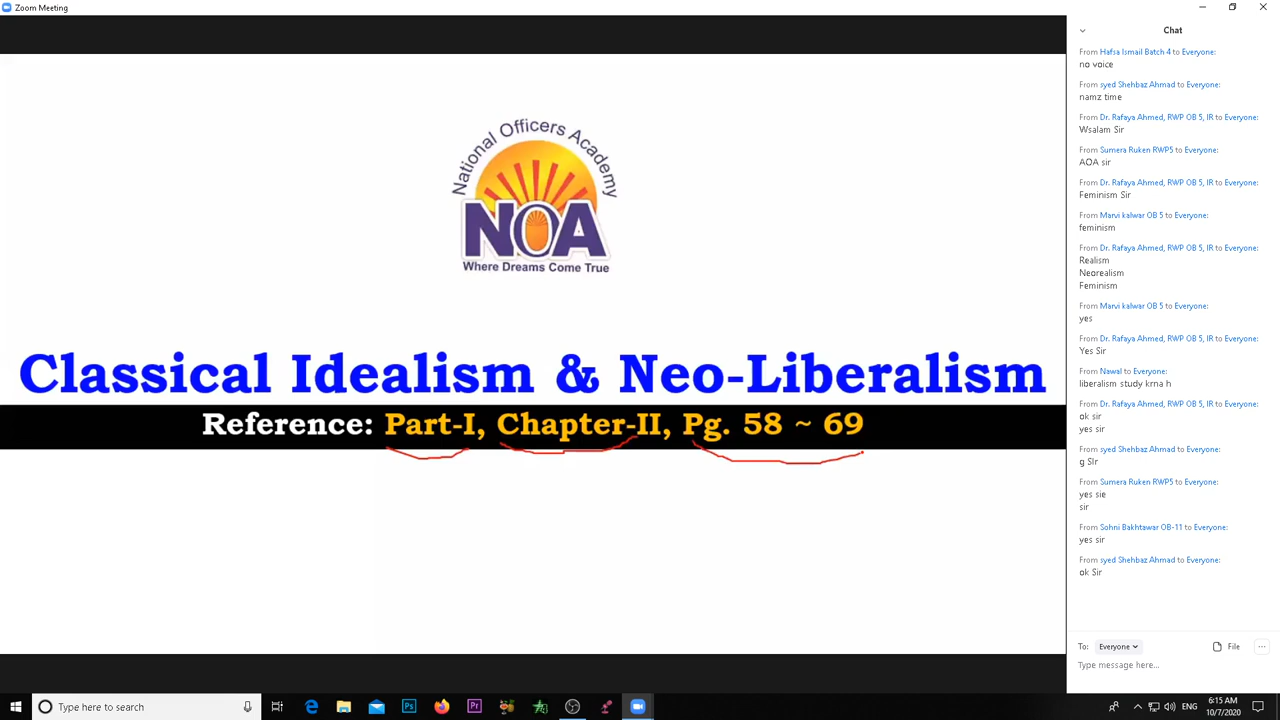 Zoom Meeting
National Officers Academy
NOA
Where Dreams Come True
Classical Idealism & Neo-Liberalism
Reference: Part-I, Chapter-II, Pg. 58 ~ 69
Chat
From Hafsa Ismail Batch 4 to Everyone:
no voice
From syed Shehbaz Ahmad to Everyone:
namz time
From Dr. Rafaya Ahmed, RWP OB 5, IR to Everyone:
Wsalam Sir
From Sumera Ruken RWP5 to Everyone:
AOA sir
From Dr. Rafaya Ahmed, RWP OB 5, IR to Everyone:
Feminism Sir
From Marvi kalwar OB 5 to Everyone:
feminism
From Dr. Rafaya Ahmed, RWP OB 5, IR to Everyone:
Realism
Neorealism
Feminism
From Marvi kalwar OB 5 to Everyone:
yes
From Dr. Rafaya Ahmed, RWP OB 5, IR to Everyone:
Yes Sir
From Nawal to Everyone:
liberalism study krna h
From Dr. Rafaya Ahmed, RWP OB 5, IR to Everyone:
ok sir
yes sir
From syed Shehbaz Ahmad to Everyone:
g SIr
From Sumera Ruken RWP5 to Everyone:
yes sie
sir
From Sohni Bakhtawar OB-11 to Everyone:
yes sir
From syed Shehbaz Ahmad to Everyone:
ok Sir
To: Everyone File
Type message here...
Type here to search
Ps
Pr
ENG
6:15 AM
10/7/2020